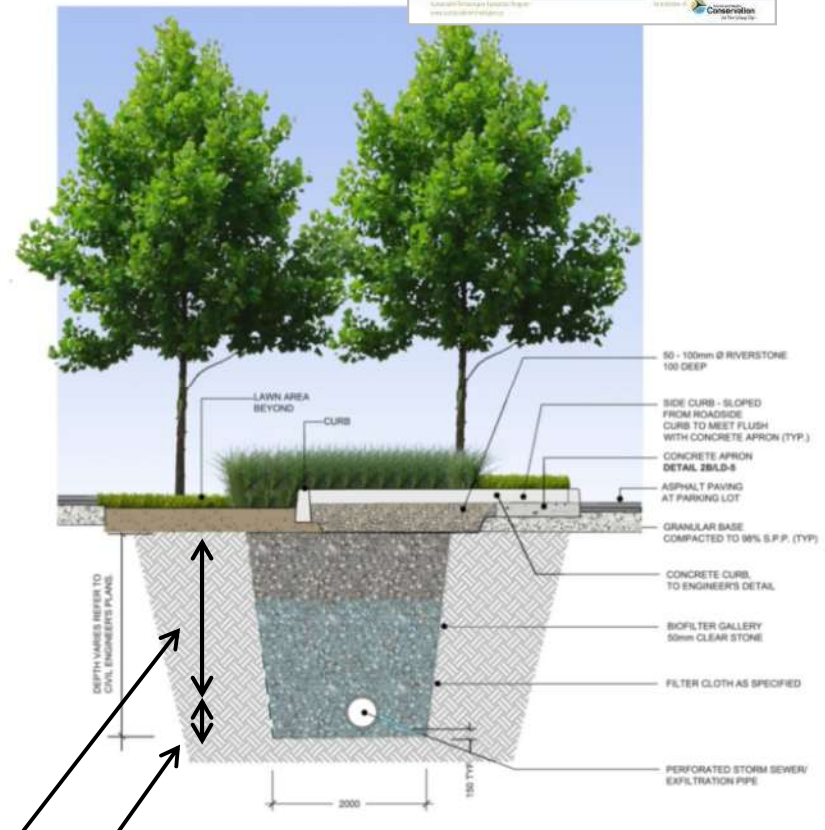 Conservation
50 - 100mm Ø RIVERSTONE
100 DEEP
LAWN AREA
BEYOND
CURB
SIDE CURB - SLOPED
FROM ROADSIDE
CURB TO MEET FLUSH
WITH CONCRETE APRON (TYP.)
CONCRETE APRON
DETAIL 2B/LD-5
ASPHALT PAVING
AT PARKING LOT
GRANULAR BASE
COMPACTED TO 98% S.P.P. (TYP)
CONCRETE CURB,
TO ENGINEER'S DETAIL
DEPTH VARIES REFER TO
CIVIL ENGINEER'S PLANS.
BIOFILTER GALLERY
50mm CLEAR STONE
FILTER CLOTH AS SPECIFIED
PERFORATED STORM SEWER/
EXFILTRATION PIPE
150 TYP.
2000